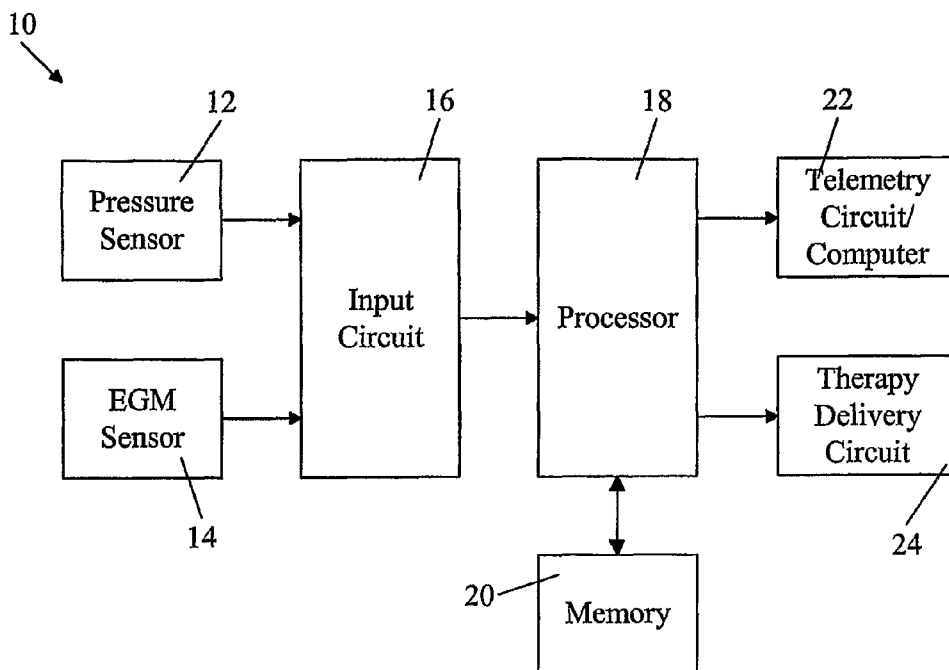 10
12
16
18
22
Pressure
Sensor
Input
Circuit
Processor
Telemetry
Circuit/
Computer
EGM
Sensor
Therapy
Delivery
Circuit
14
24
20
Memory